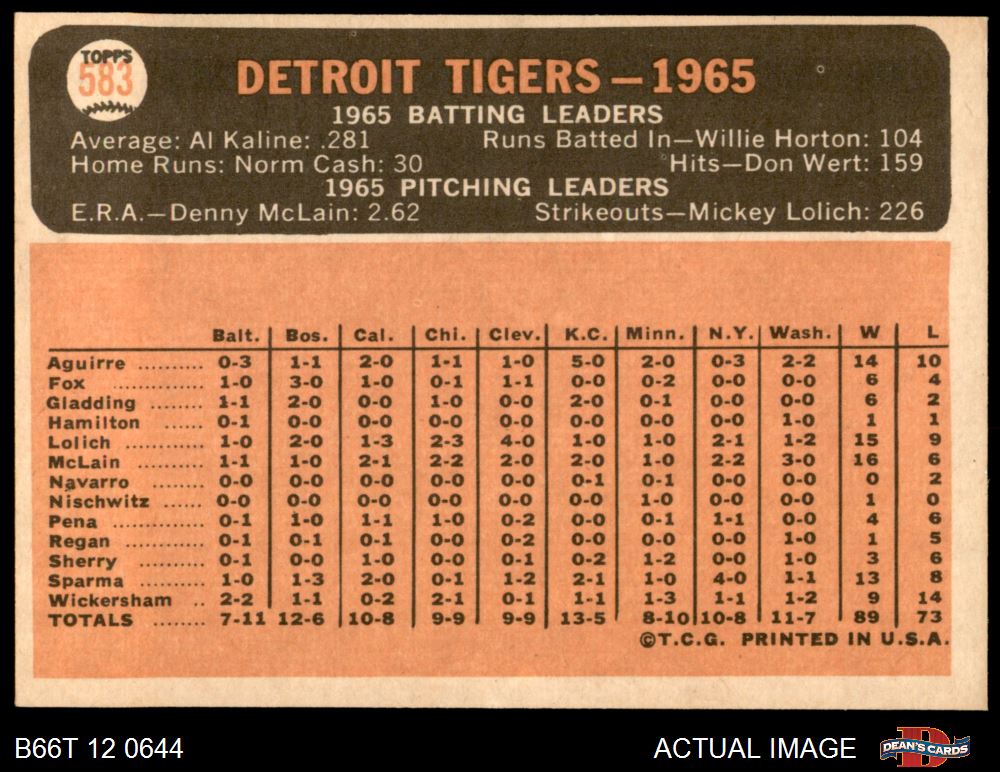 TOPPS
583
DETROIT TIGERS—1965
1965 BATTING LEADERS
Average: Al Kaline: .281 Runs Batted In—Willie Horton: 104
Home Runs: Norm Cash: 30 Hits—Don Wert: 159
1965 PITCHING LEADERS
E.R.A.—Denny McLain: 2.62 Strikeouts—Mickey Lolich: 226
Balt. Bos. Cal. Chi. Clev. K.C. Minn. N.Y. Wash. W L
Aguirre .......... 0-3 1-1 2-0 1-1 1-0 5-0 2-0 0-3 2-2 14 10
Fox .............. 1-0 3-0 1-0 0-1 1-1 0-0 0-2 0-0 0-0 6 4
Gladding ........ 1-1 2-0 0-0 1-0 0-0 2-0 0-1 0-0 0-0 6 2
Hamilton ...... 0-1 0-0 0-0 0-0 0-0 0-0 0-0 0-0 1-0 1 1
Lolich ............ 1-0 2-0 1-3 2-3 4-0 1-0 1-0 2-1 1-2 15 9
McLain .......... 1-1 1-0 2-1 2-2 2-0 2-0 1-0 2-2 3-0 16 6
Navarro ........ 0-0 0-0 0-0 0-0 0-0 0-1 0-1 0-0 0-0 0 2
Nischwitz ...... 0-0 0-0 0-0 0-0 0-0 0-0 1-0 0-0 0-0 1 0
Pena .............. 0-1 1-0 1-1 1-0 0-2 0-0 0-1 1-1 0-0 4 6
Regan ............ 0-1 0-1 0-1 0-0 0-2 0-0 0-0 0-0 1-0 1 5
Sherry .......... 0-1 0-0 1-0 0-0 0-1 0-2 1-2 0-0 1-0 3 6
Sparma .......... 1-0 1-3 2-0 0-1 1-2 2-1 1-0 4-0 1-1 13 8
Wickersham .. 2-2 1-1 0-2 2-1 0-1 1-1 1-3 1-1 1-2 9 14
TOTALS ........ 7-11 12-6 10-8 9-9 9-9 13-5 8-10 10-8 11-7 89 73
©T.C.G. PRINTED IN U.S.A.
B66T 12 0644 ACTUAL IMAGE DEAN'S CARDS